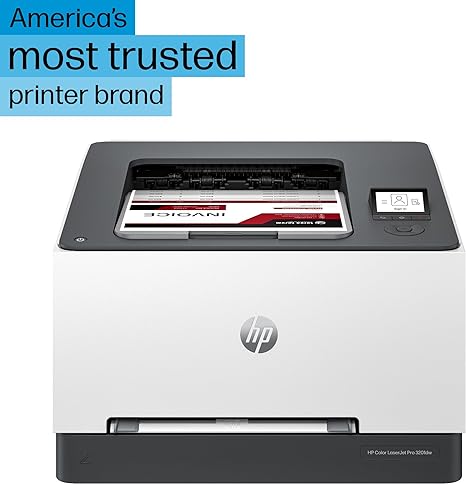 America's
most trusted
printer brand
INVOICE
hp
HP Color LaserJet Pro 3201dw